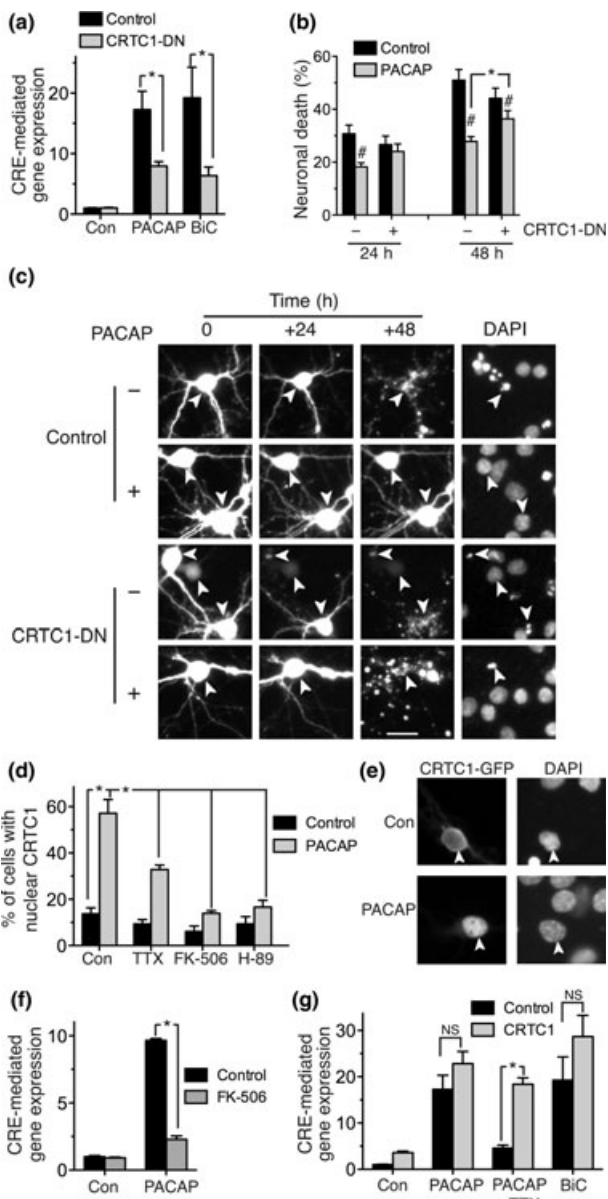 (a)
Control
CRTC1-DN
CRE-mediated
gene expression
20
10
0
*
*
Con PACAP BiC
(b)
Control
PACAP
Neuronal death (%)
60
40
20
0
#
#
*
#
– + – + CRTC1-DN
24 h 48 h
(c)
Time (h)
PACAP 0 +24 +48 DAPI
–
Control
+
–
CRTC1-DN
+
(d)
Control
PACAP
% of cells with
nuclear CRTC1
60
40
20
0
* *
Con TTX FK-506 H-89
(e)
CRTC1-GFP DAPI
Con
PACAP
(f)
CRE-mediated
gene expression
10
5
0
*
Control
FK-506
Con PACAP
(g)
Control
CRTC1
CRE-mediated
gene expression
30
20
10
0
NS
*
NS
Con PACAP PACAP BiC